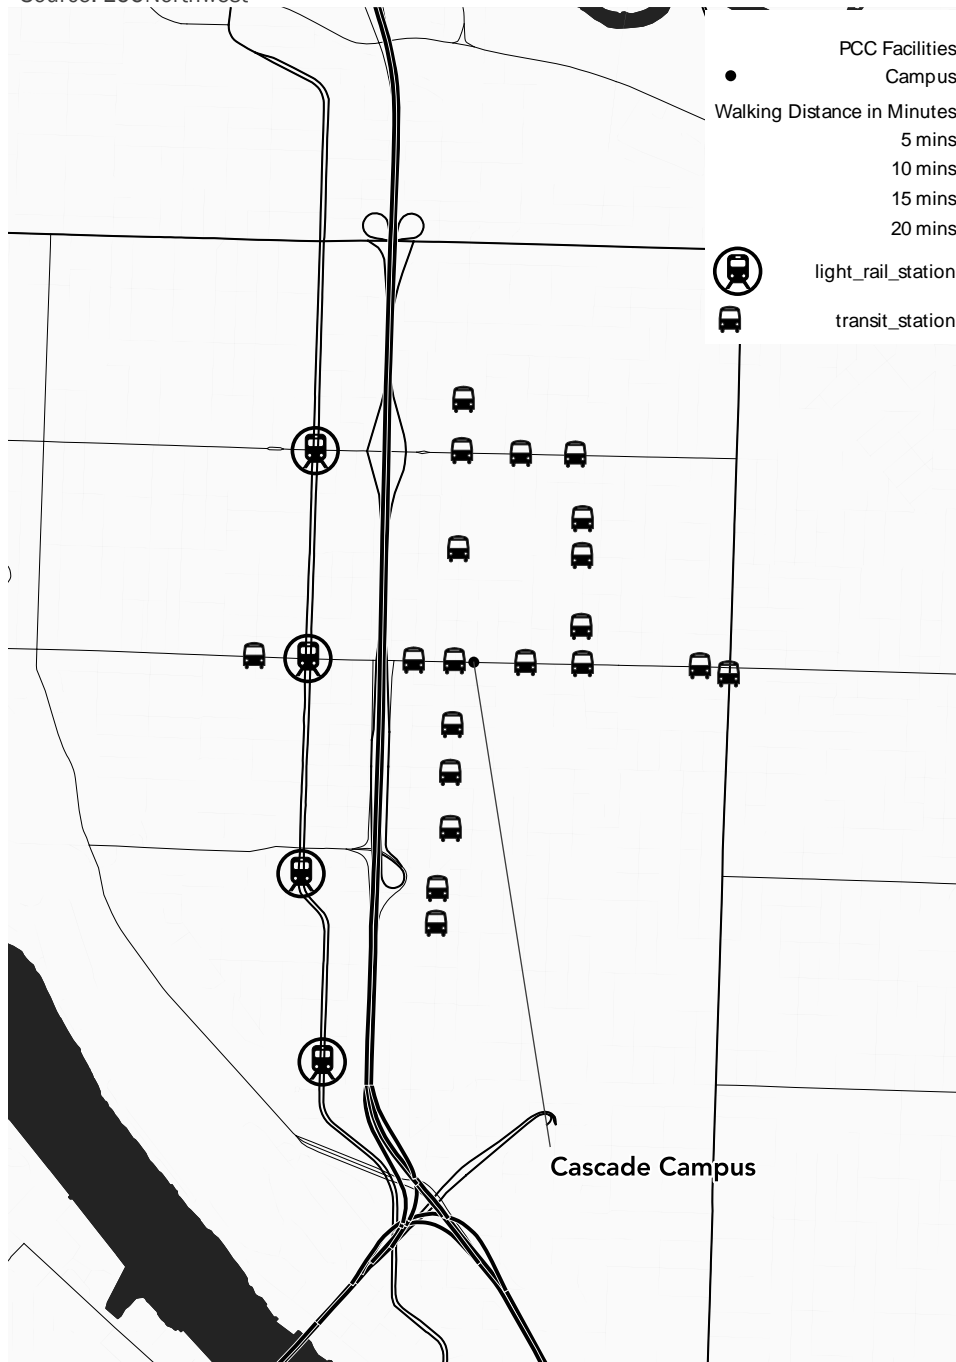 PCC Facilities
Campus
Walking Distance in Minutes
5 mins
10 mins
15 mins
20 mins
light_rail_station
transit_station
Cascade Campus